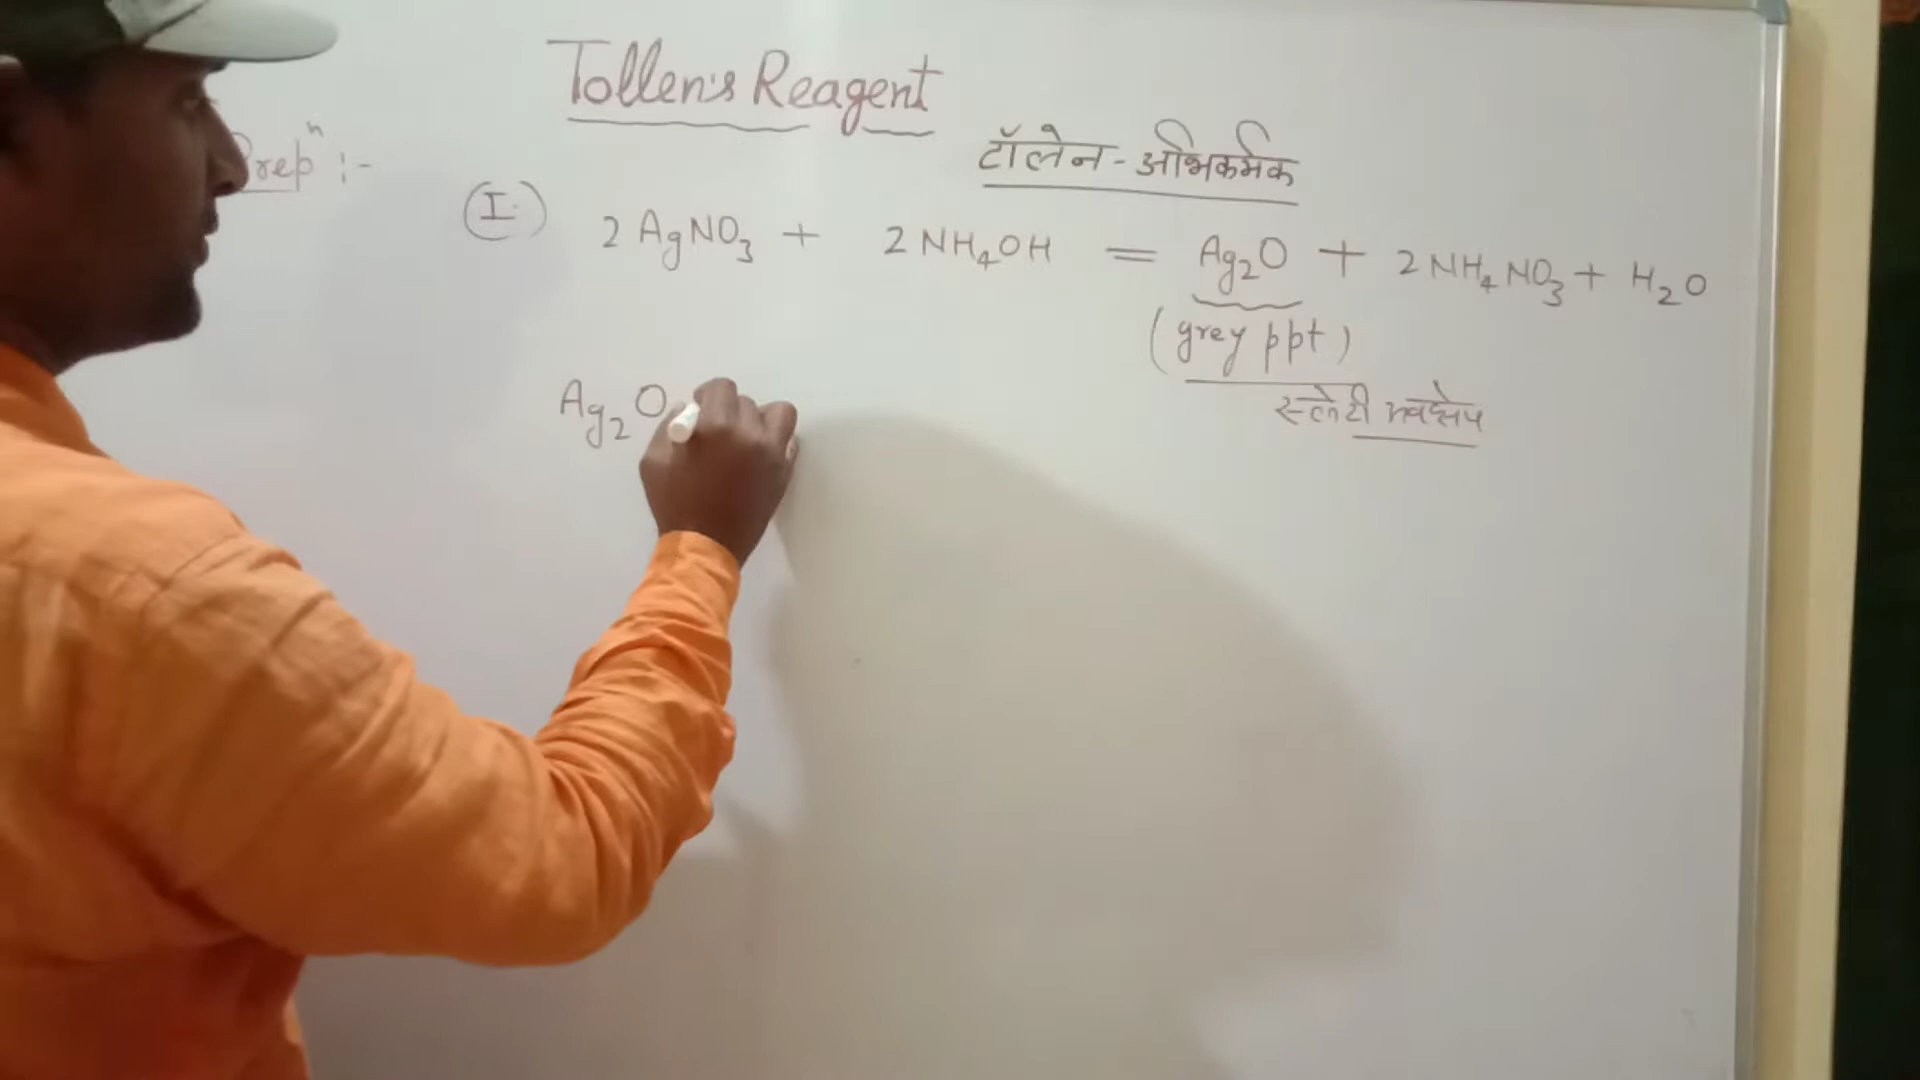 Tollen's Reagent
टॉलेन - अभिकर्मक
Prepⁿ :-
(I.) 2 AgNO₃ + 2 NH₄OH = Ag₂O + 2 NH₄NO₃ + H₂O
(grey ppt)
स्लेटी अवक्षेप
Ag₂O